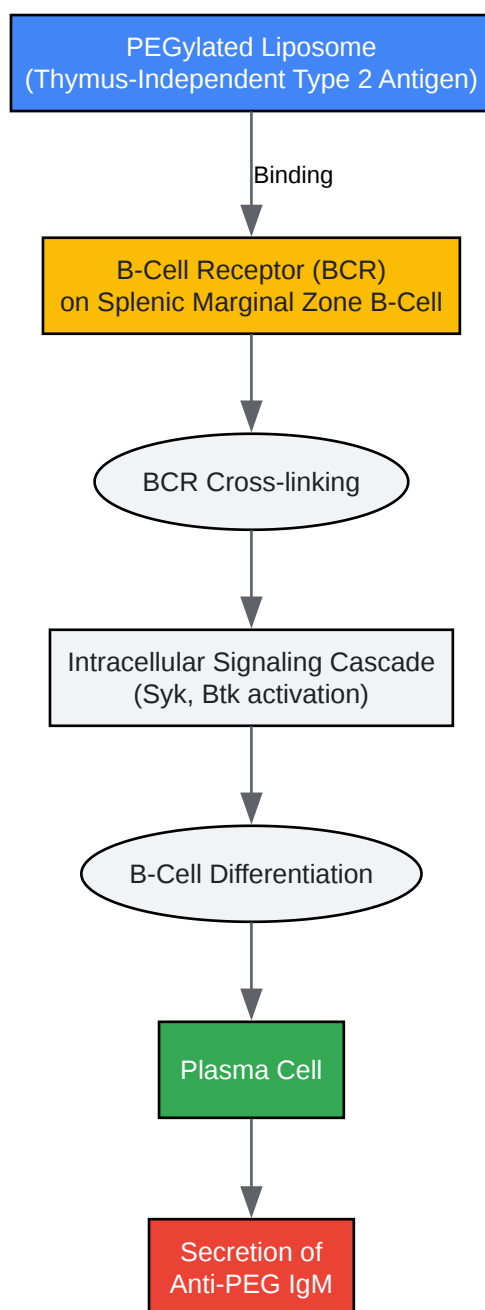 PEGylated Liposome
(Thymus-Independent Type 2 Antigen)
Binding
B-Cell Receptor (BCR)
on Splenic Marginal Zone B-Cell
BCR Cross-linking
Intracellular Signaling Cascade
(Syk, Btk activation)
B-Cell Differentiation
Plasma Cell
Secretion of
Anti-PEG IgM